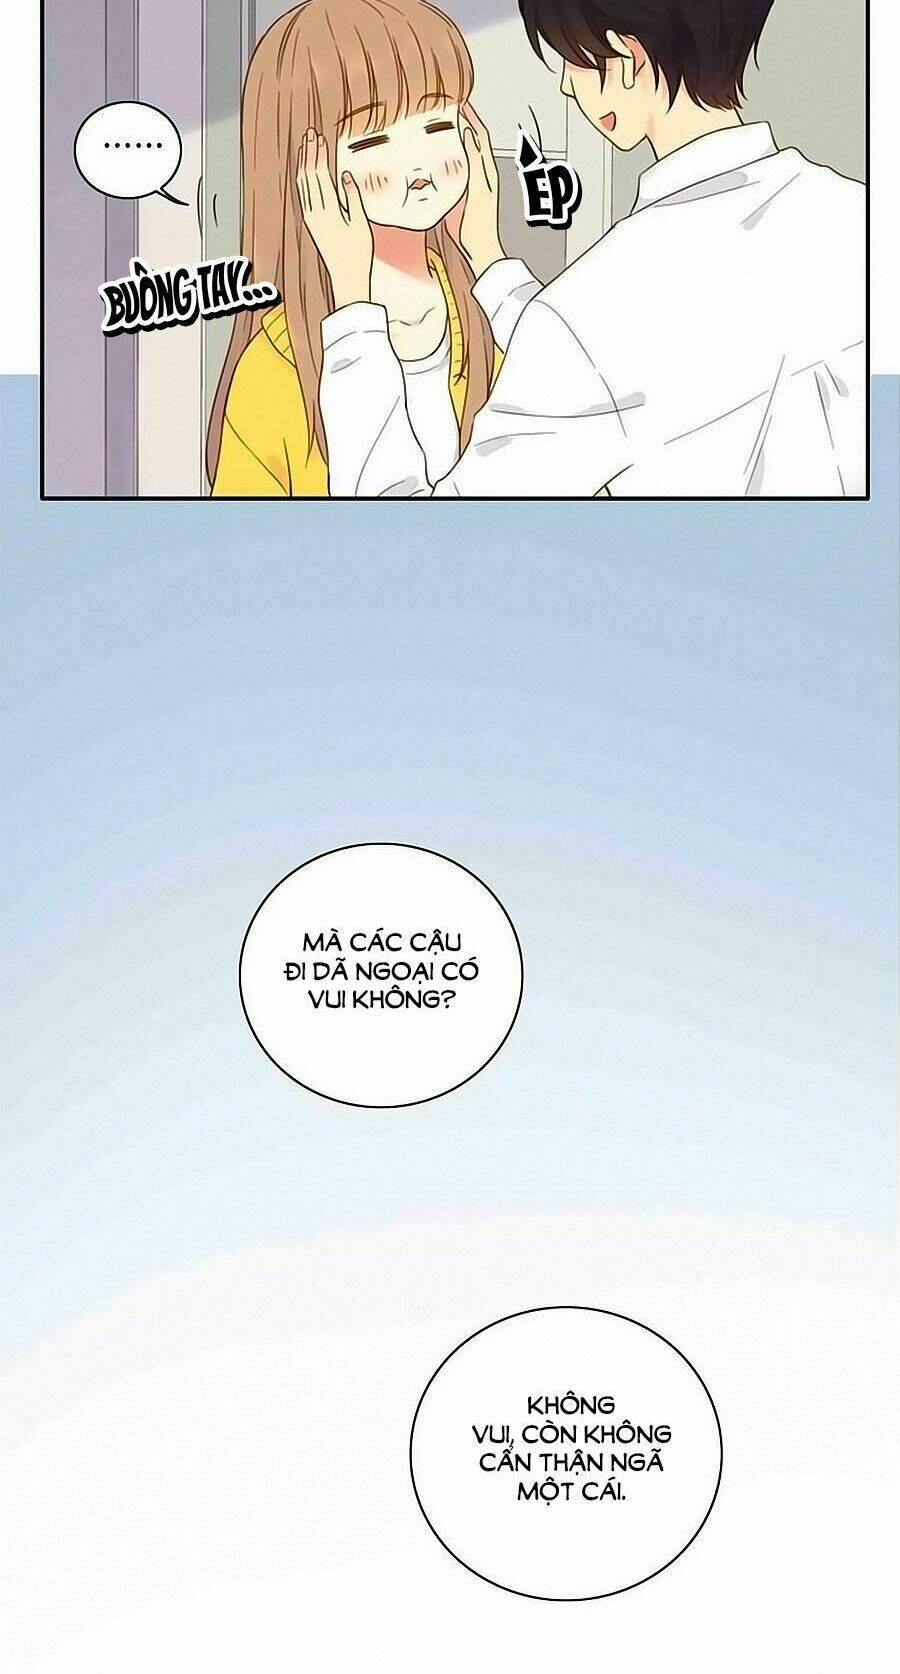 ......
ÉP
BUÔNG TAY...
MÀ CÁC CẬU
ĐI DÃ NGOẠI CÓ
VUI KHÔNG?
KHÔNG
VUI, CÒN KHÔNG
CẨN THẬN NGÃ
MỘT CÁI.